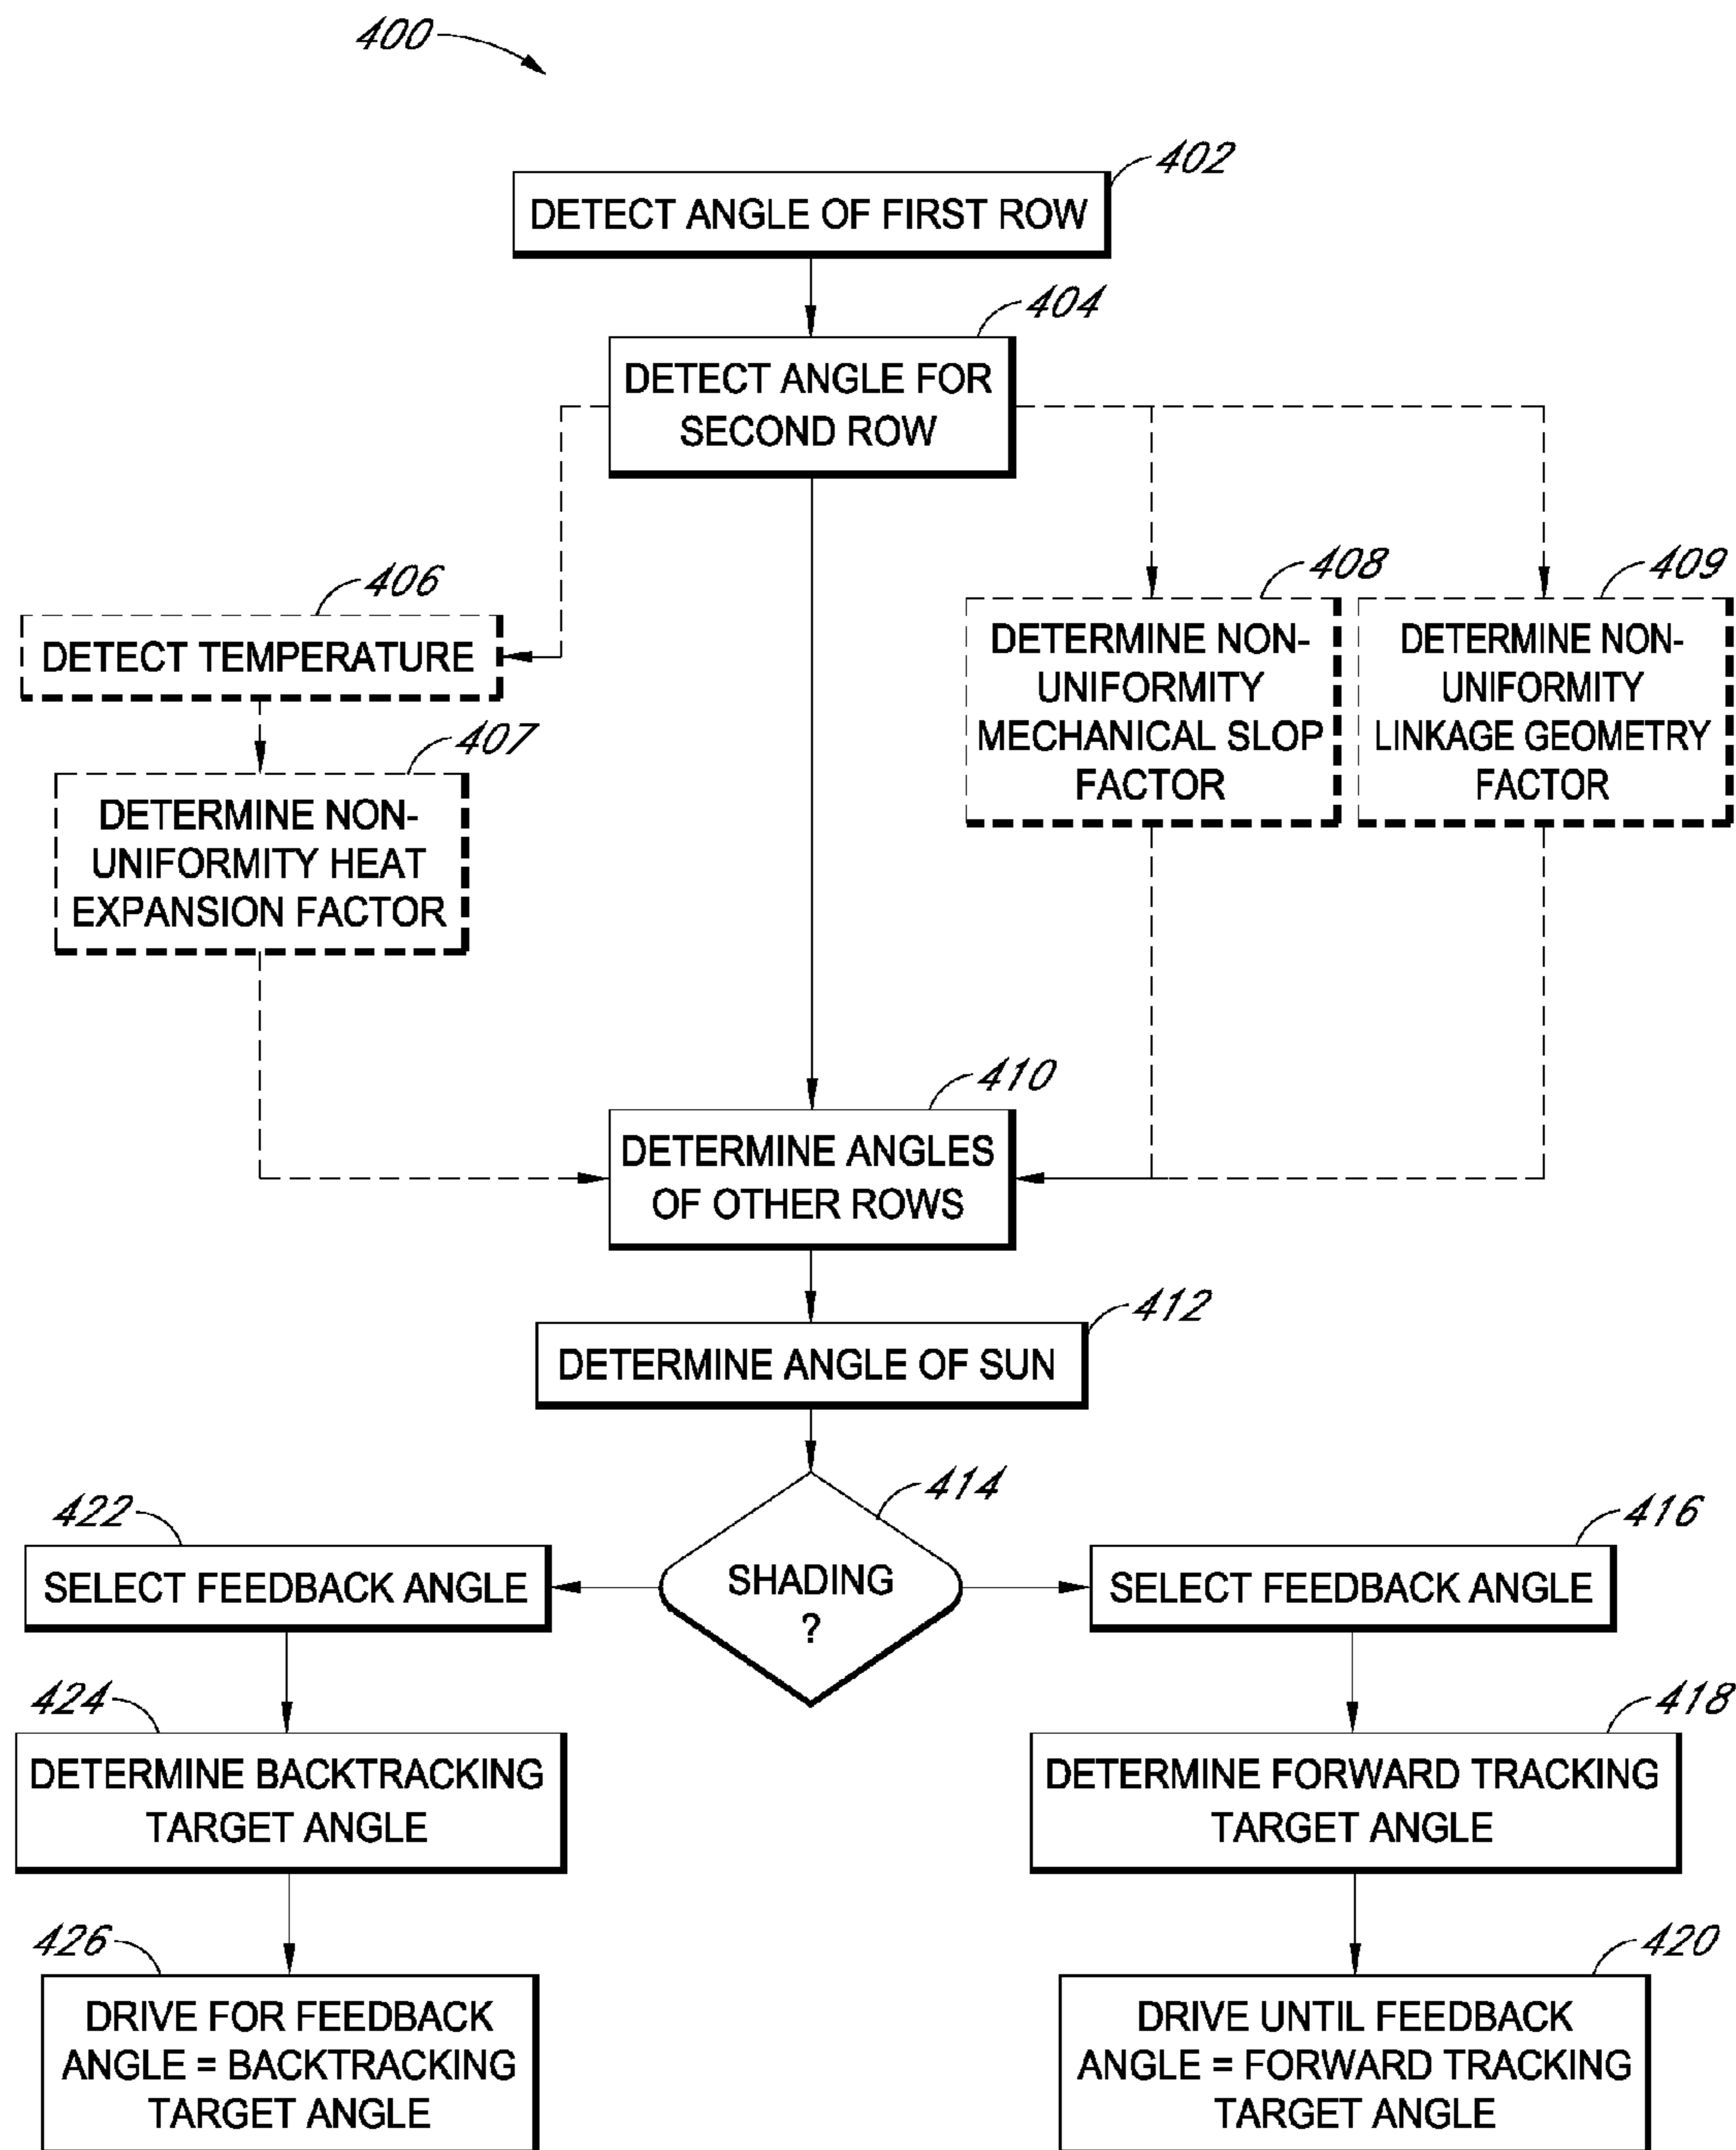 400
402
DETECT ANGLE OF FIRST ROW
404
DETECT ANGLE FOR
SECOND ROW
406
DETECT TEMPERATURE
407
DETERMINE NON-
UNIFORMITY HEAT
EXPANSION FACTOR
408
DETERMINE NON-
UNIFORMITY
MECHANICAL SLOP
FACTOR
409
DETERMINE NON-
UNIFORMITY
LINKAGE GEOMETRY
FACTOR
410
DETERMINE ANGLES
OF OTHER ROWS
412
DETERMINE ANGLE OF SUN
414
SHADING
?
422
SELECT FEEDBACK ANGLE
416
SELECT FEEDBACK ANGLE
424
DETERMINE BACKTRACKING
TARGET ANGLE
418
DETERMINE FORWARD TRACKING
TARGET ANGLE
426
DRIVE FOR FEEDBACK
ANGLE = BACKTRACKING
TARGET ANGLE
420
DRIVE UNTIL FEEDBACK
ANGLE = FORWARD TRACKING
TARGET ANGLE